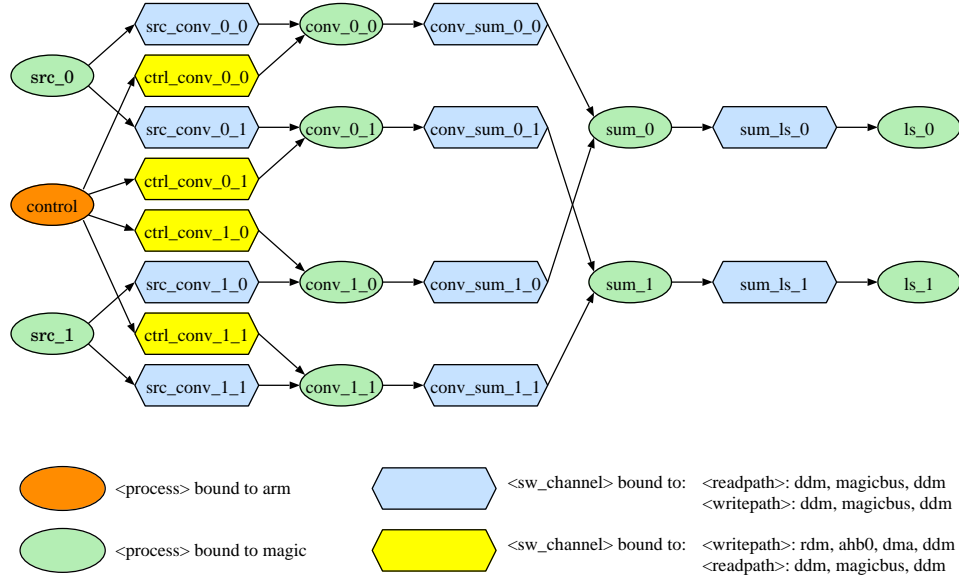 src_conv_0_0
conv_0_0
conv_sum_0_0
src_0
ctrl_conv_0_0
src_conv_0_1
conv_0_1
conv_sum_0_1
sum_0
sum_ls_0
ls_0
ctrl_conv_0_1
control
ctrl_conv_1_0
src_conv_1_0
conv_1_0
conv_sum_1_0
sum_1
sum_ls_1
ls_1
src_1
ctrl_conv_1_1
src_conv_1_1
conv_1_1
conv_sum_1_1
<process> bound to arm
<sw_channel> bound to: <readpath>: ddm, magicbus, ddm
<writepath>: ddm, magicbus, ddm
<process> bound to magic
<sw_channel> bound to: <writepath>: rdm, ahb0, dma, ddm
<readpath>: ddm, magicbus, ddm